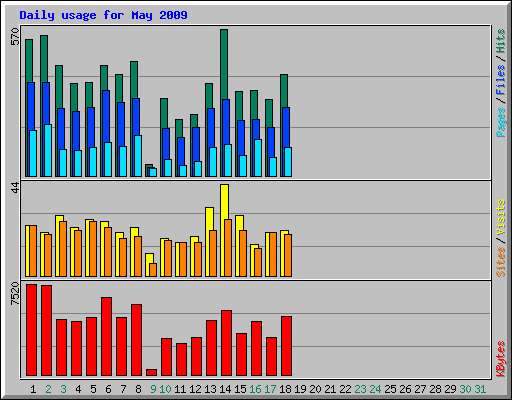 Daily usage for May 2009
570
Pages/Files/Hits
44
Sites/Visits
7520
KBytes
1 2 3 4 5 6 7 8 9 10 11 12 13 14 15 16 17 18 19 20 21 22 23 24 25 26 27 28 29 30 31